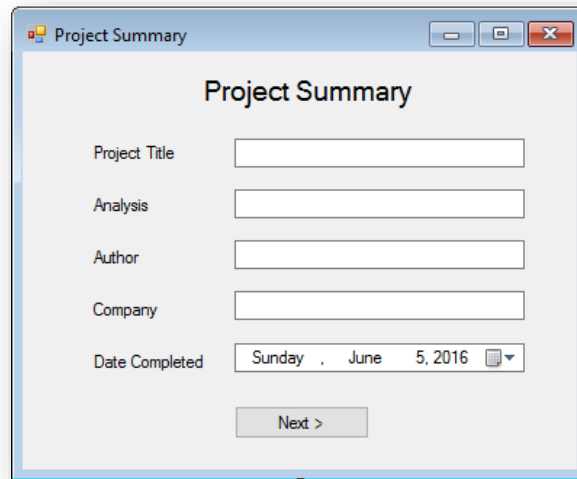 Project Summary
Project Summary
Project Title
Analysis
Author
Company
Date Completed Sunday , June 5, 2016
Next >